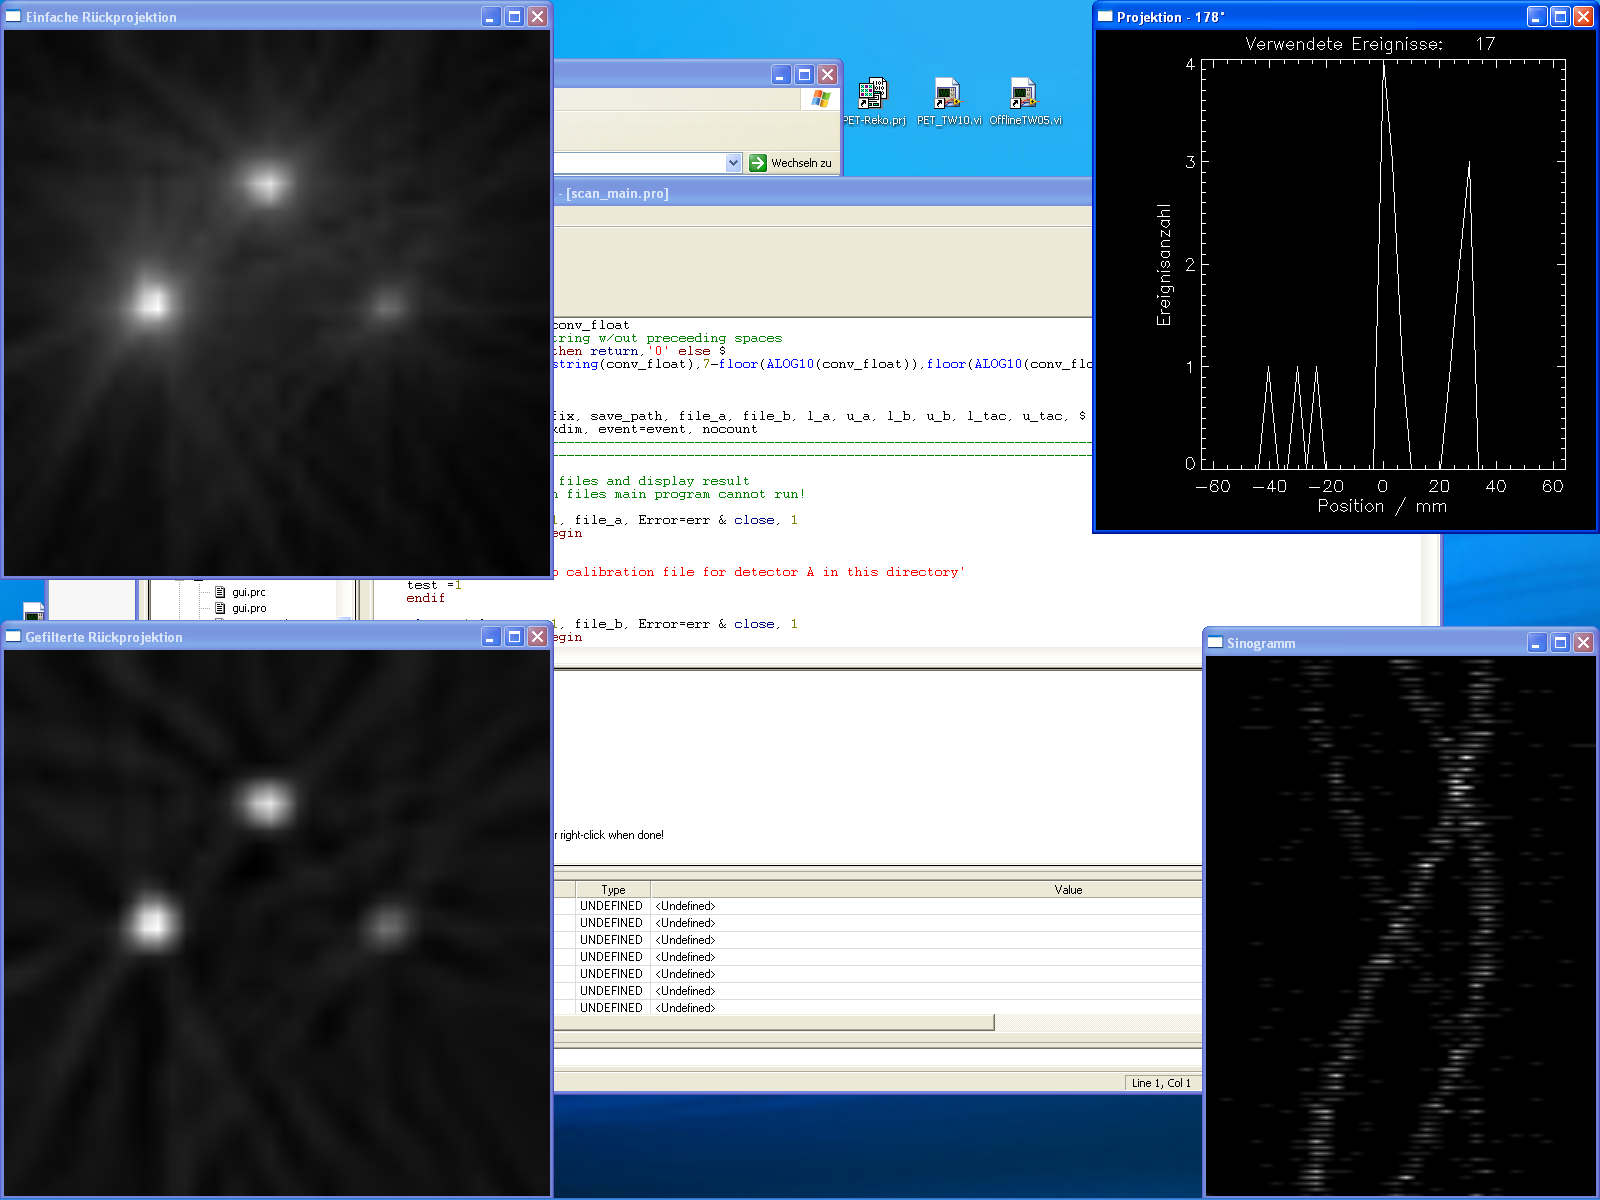 Einfache Rückprojektion
Projektion - 178°
Verwendete Ereignisse: 17
4
3
2
1
0
Ereignisanzahl
-60 -40 -20 0 20 40 60
Position / mm
PET-Reko.prj PET_TW10.vi OfflineTW05.vi
Wechseln zu
- [scan_main.pro]
conv_float
tring w/out preceeding spaces
then return,'0' else $
string(conv_float),7-floor(ALOG10(conv_float)),floor(ALOG10(conv_flo
fix, save_path, file_a, file_b, l_a, u_a, l_b, u_b, l_tac, u_tac, $
kdim, event=event, nocount
files and display result
n files main program cannot run!
1, file_a, Error=err & close, 1
egin
o calibration file for detector A in this directory'
test =1
endif
1, file_b, Error=err & close, 1
egin
gui.prc
gui.pro
Gefilterte Rückprojektion
Sinogramm
r right-click when done!
Type Value
UNDEFINED <Undefined>
UNDEFINED <Undefined>
UNDEFINED <Undefined>
UNDEFINED <Undefined>
UNDEFINED <Undefined>
UNDEFINED <Undefined>
UNDEFINED <Undefined>
Line 1, Col 1